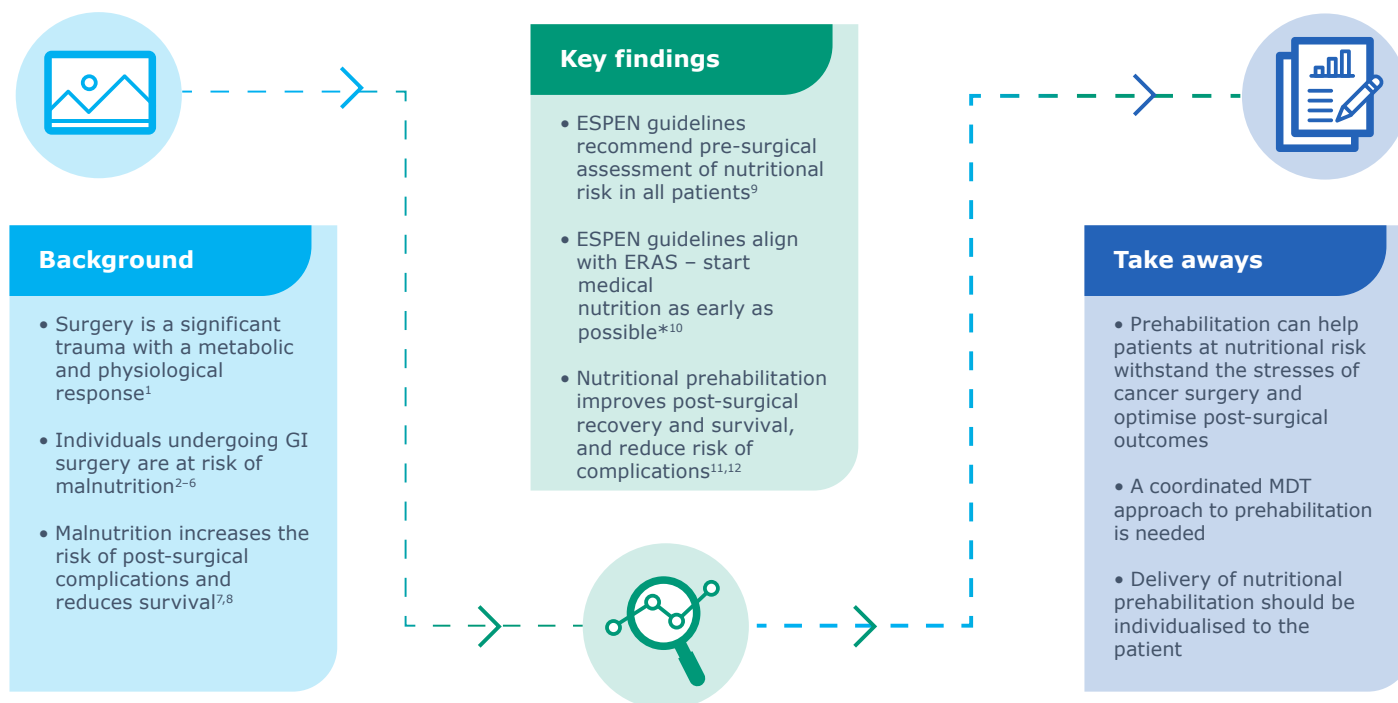 Background
• Surgery is a significant
trauma with a metabolic
and physiological
response¹
• Individuals undergoing GI
surgery are at risk of
malnutrition²⁻⁶
• Malnutrition increases the
risk of post-surgical
complications and
reduces survival⁷,⁸
Key findings
• ESPEN guidelines
recommend pre-surgical
assessment of nutritional
risk in all patients⁹
• ESPEN guidelines align
with ERAS – start
medical
nutrition as early as
possible*¹⁰
• Nutritional prehabilitation
improves post-surgical
recovery and survival,
and reduce risk of
complications¹¹,¹²
Take aways
• Prehabilitation can help
patients at nutritional risk
withstand the stresses of
cancer surgery and
optimise post-surgical
outcomes
• A coordinated MDT
approach to prehabilitation
is needed
• Delivery of nutritional
prehabilitation should be
individualised to the
patient